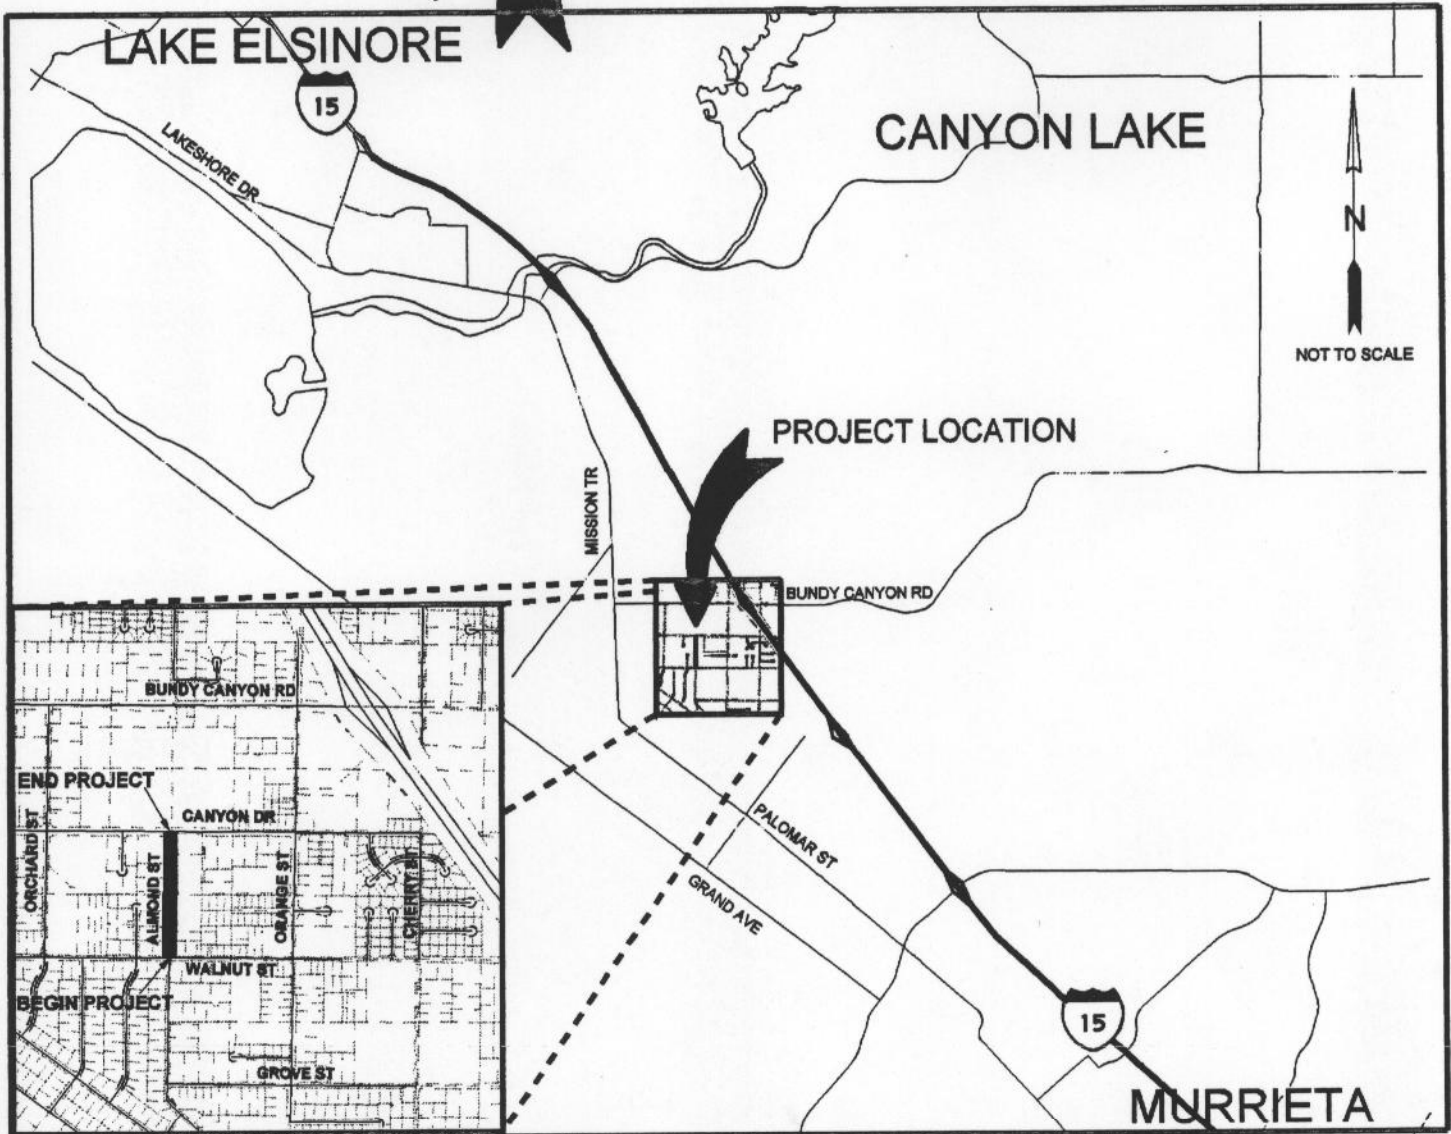 LAKE ELSINORE
15
LAKESHORE DR
CANYON LAKE
N
NOT TO SCALE
PROJECT LOCATION
MISSION TR
BUNDY CANYON RD
BUNDY CANYON RD
END PROJECT
CANYON DR
ORCHARD ST
ALMOND ST
ORANGE ST
CHERRY ST
WALNUT ST
BEGIN PROJECT
GROVE ST
PALOMAR ST
GRAND AVE
15
MURRIETA